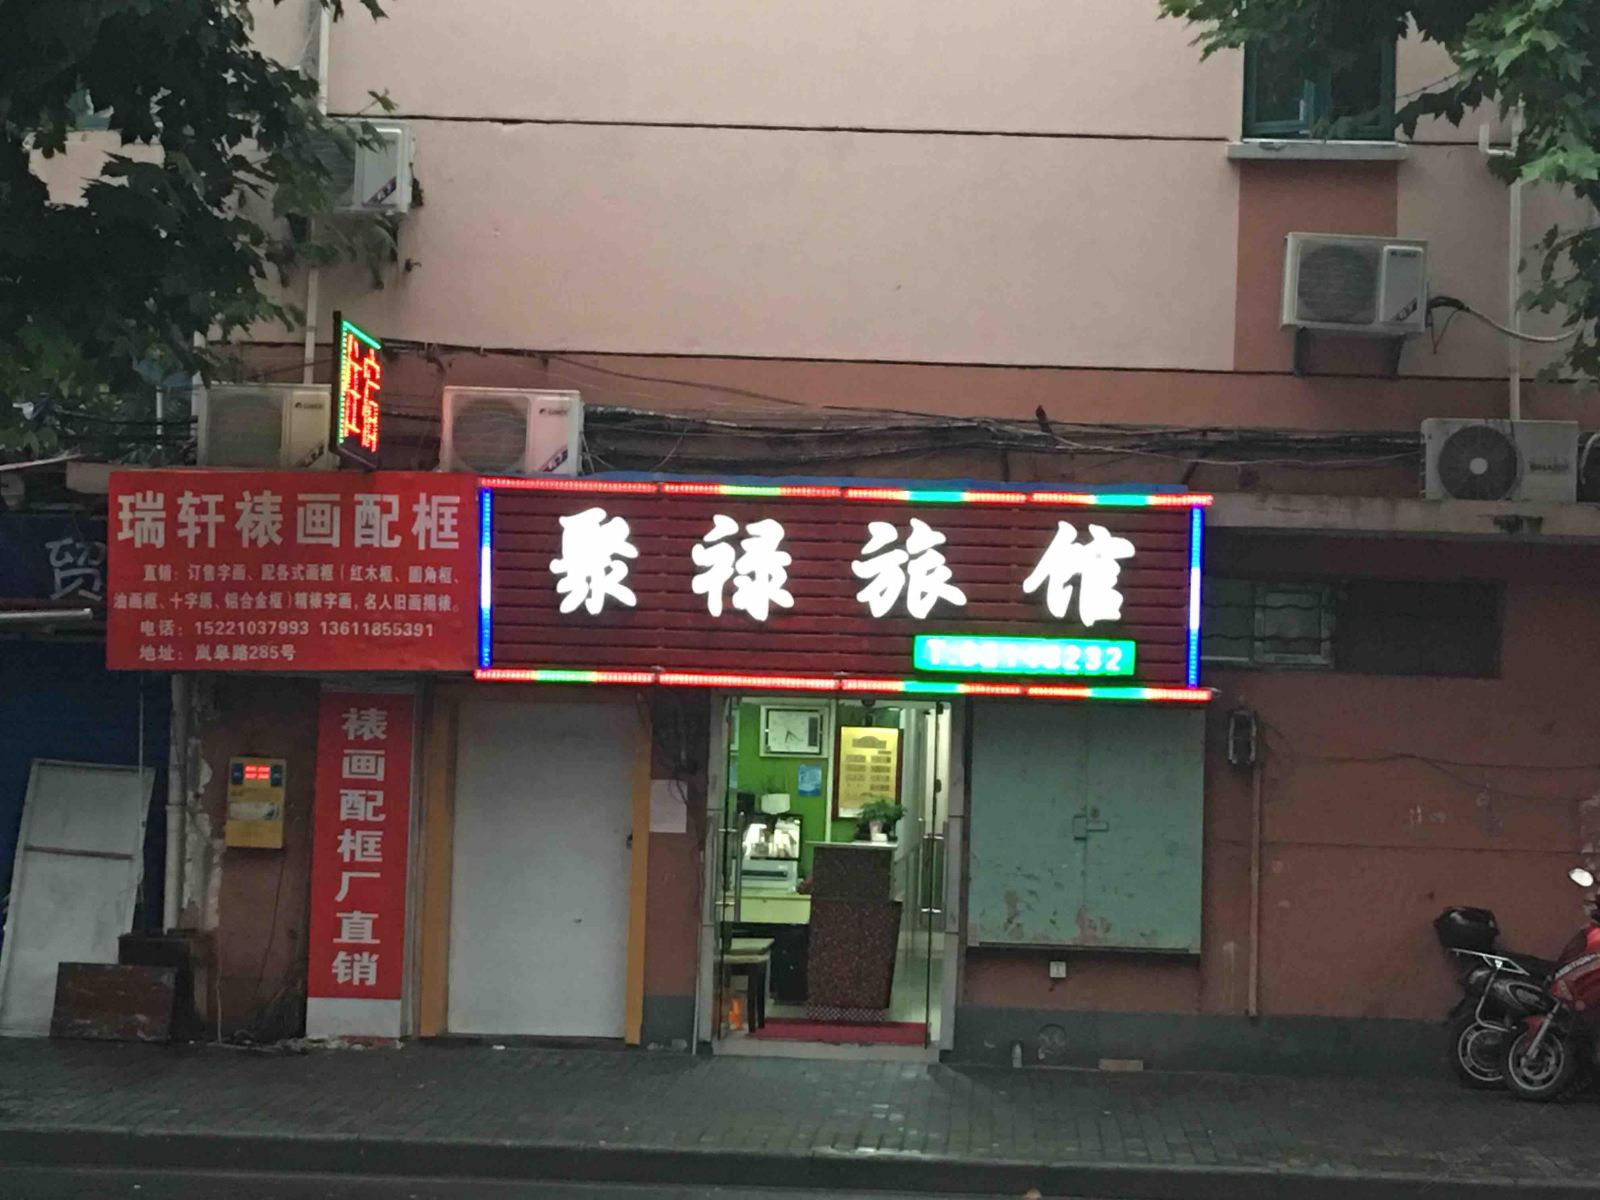 贸
瑞轩裱画配框
直销：订售字画、配各式画框（红木框、圆角框、
油画框、十字绣、铝合金框）精裱字画，名人旧画揭裱。
电话：15221037993 13611855391
地址：岚皋路285号
裱画配框厂直销
聚禄旅馆